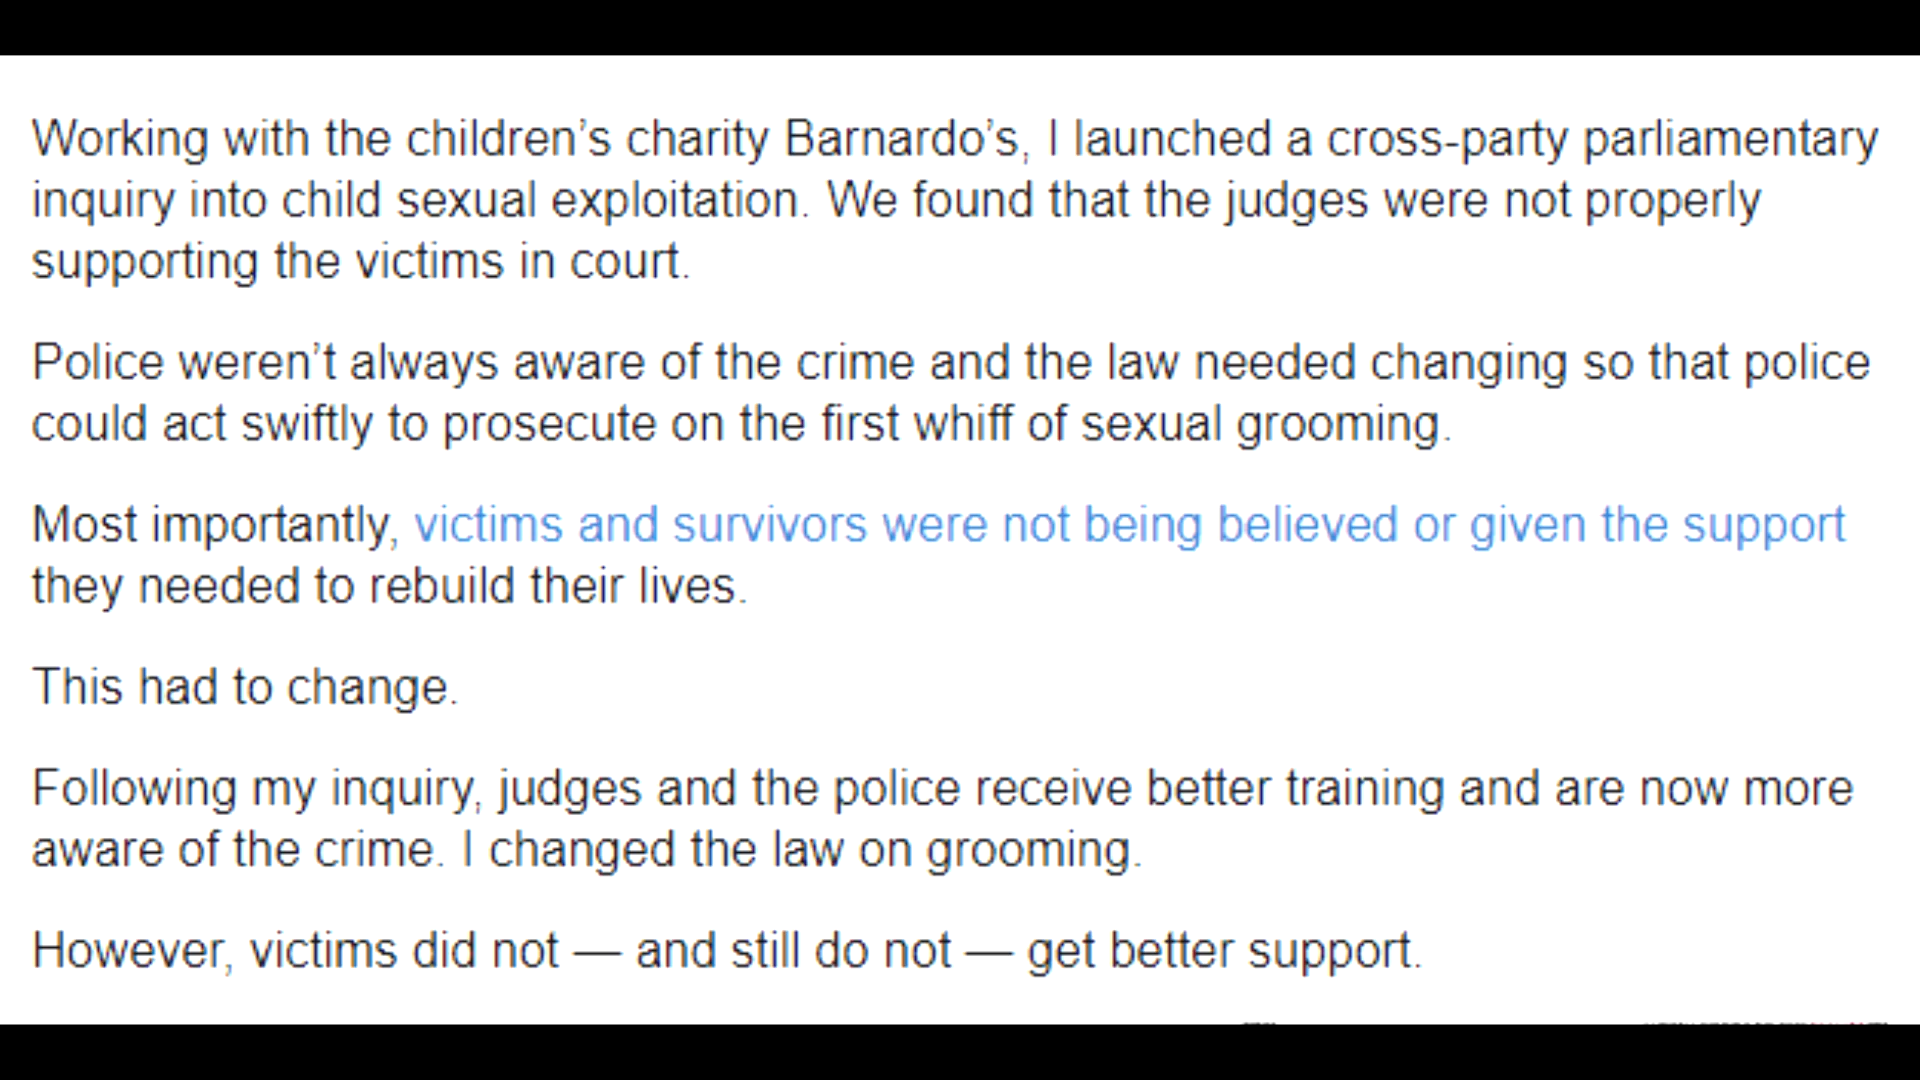 Working with the children’s charity Barnardo’s, I launched a cross-party parliamentary
inquiry into child sexual exploitation. We found that the judges were not properly
supporting the victims in court.
Police weren’t always aware of the crime and the law needed changing so that police
could act swiftly to prosecute on the first whiff of sexual grooming.
Most importantly, victims and survivors were not being believed or given the support
they needed to rebuild their lives.
This had to change.
Following my inquiry, judges and the police receive better training and are now more
aware of the crime. I changed the law on grooming.
However, victims did not — and still do not — get better support.